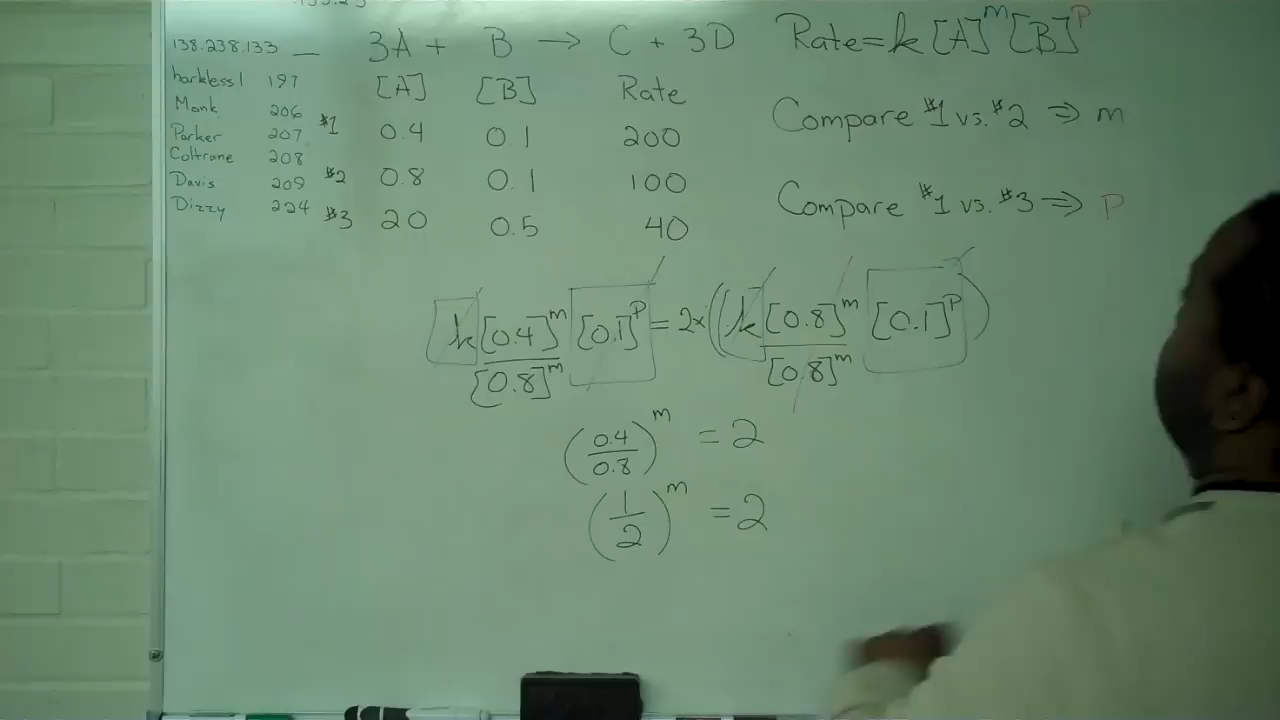 138.238.133 _
harkless1 197
Monk 206
Parker 207
Coltrane 208
Davis 209
Dizzy 224
3A + B → C + 3D
[A] [B] Rate
#1 0.4 0.1 200
#2 0.8 0.1 100
#3 20 0.5 40
Rate=k[A]^m[B]^p
Compare #1 vs. #2 ⇒ m
Compare #1 vs. #3 ⇒ p
k[0.4]^m [0.1]^p = 2×(k[0.8]^m [0.1]^p)
[0.8]^m [0.8]^m
(0.4/0.8)^m = 2
(1/2)^m = 2